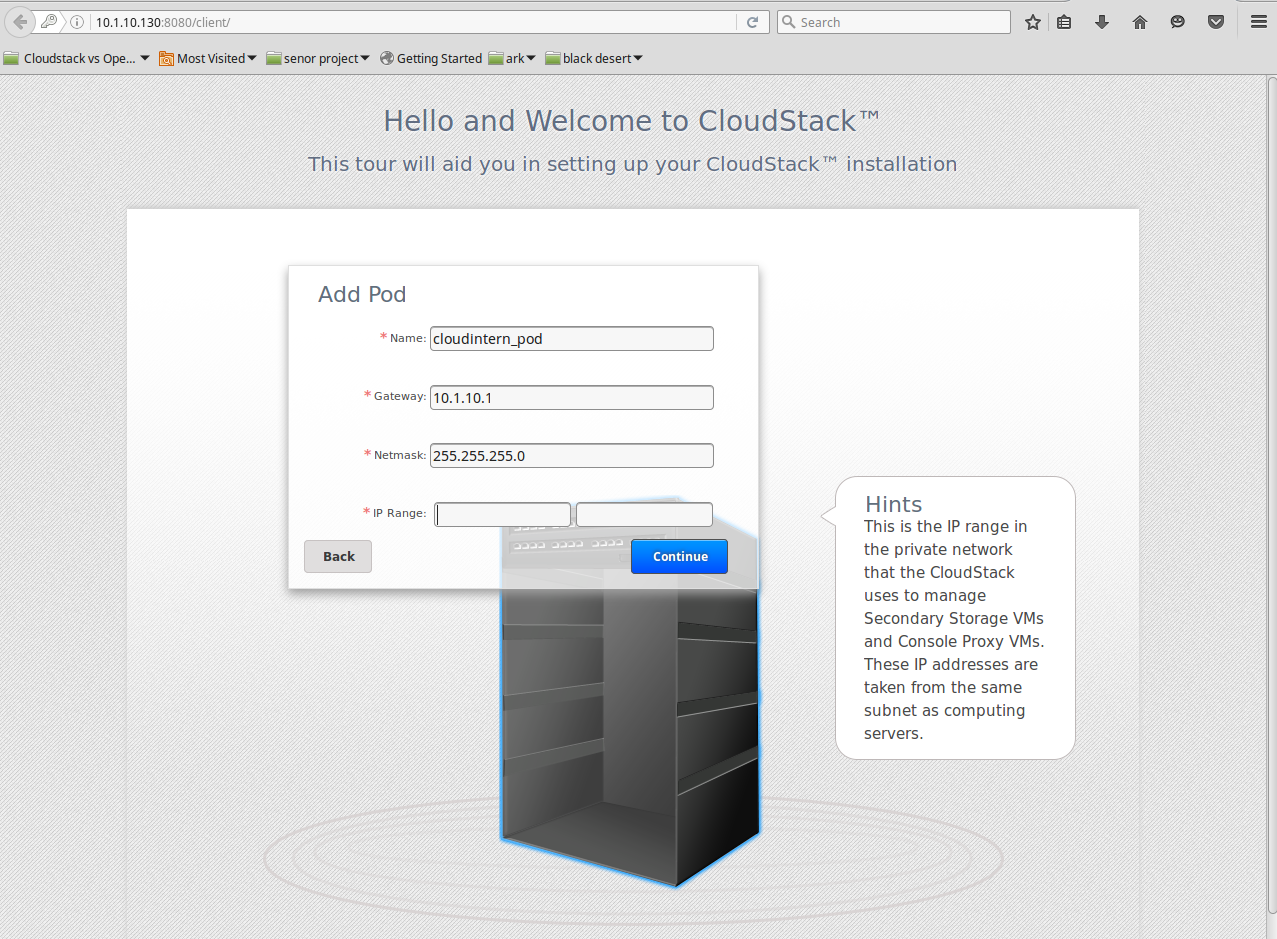 10.1.10.130:8080/client/
Search
Cloudstack vs Ope... Most Visited senor project Getting Started ark black desert
Hello and Welcome to CloudStack™
This tour will aid you in setting up your CloudStack™ installation
Add Pod
* Name: cloudintern_pod
* Gateway: 10.1.10.1
* Netmask: 255.255.255.0
* IP Range:
Back Continue
Hints
This is the IP range in
the private network
that the CloudStack
uses to manage
Secondary Storage VMs
and Console Proxy VMs.
These IP addresses are
taken from the same
subnet as computing
servers.